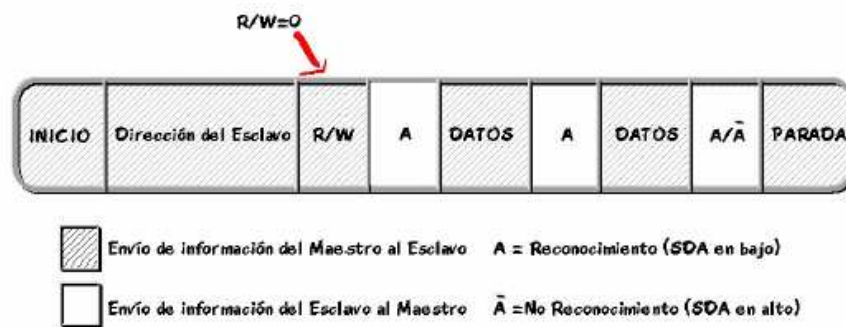 R/W=0
INICIO Dirección del Esclavo R/W A DATOS A DATOS A/Ā PARADA
Envío de información del Maestro al Esclavo A = Reconocimiento (SDA en bajo)
Envío de información del Esclavo al Maestro Ā =No Reconocimiento (SDA en alto)